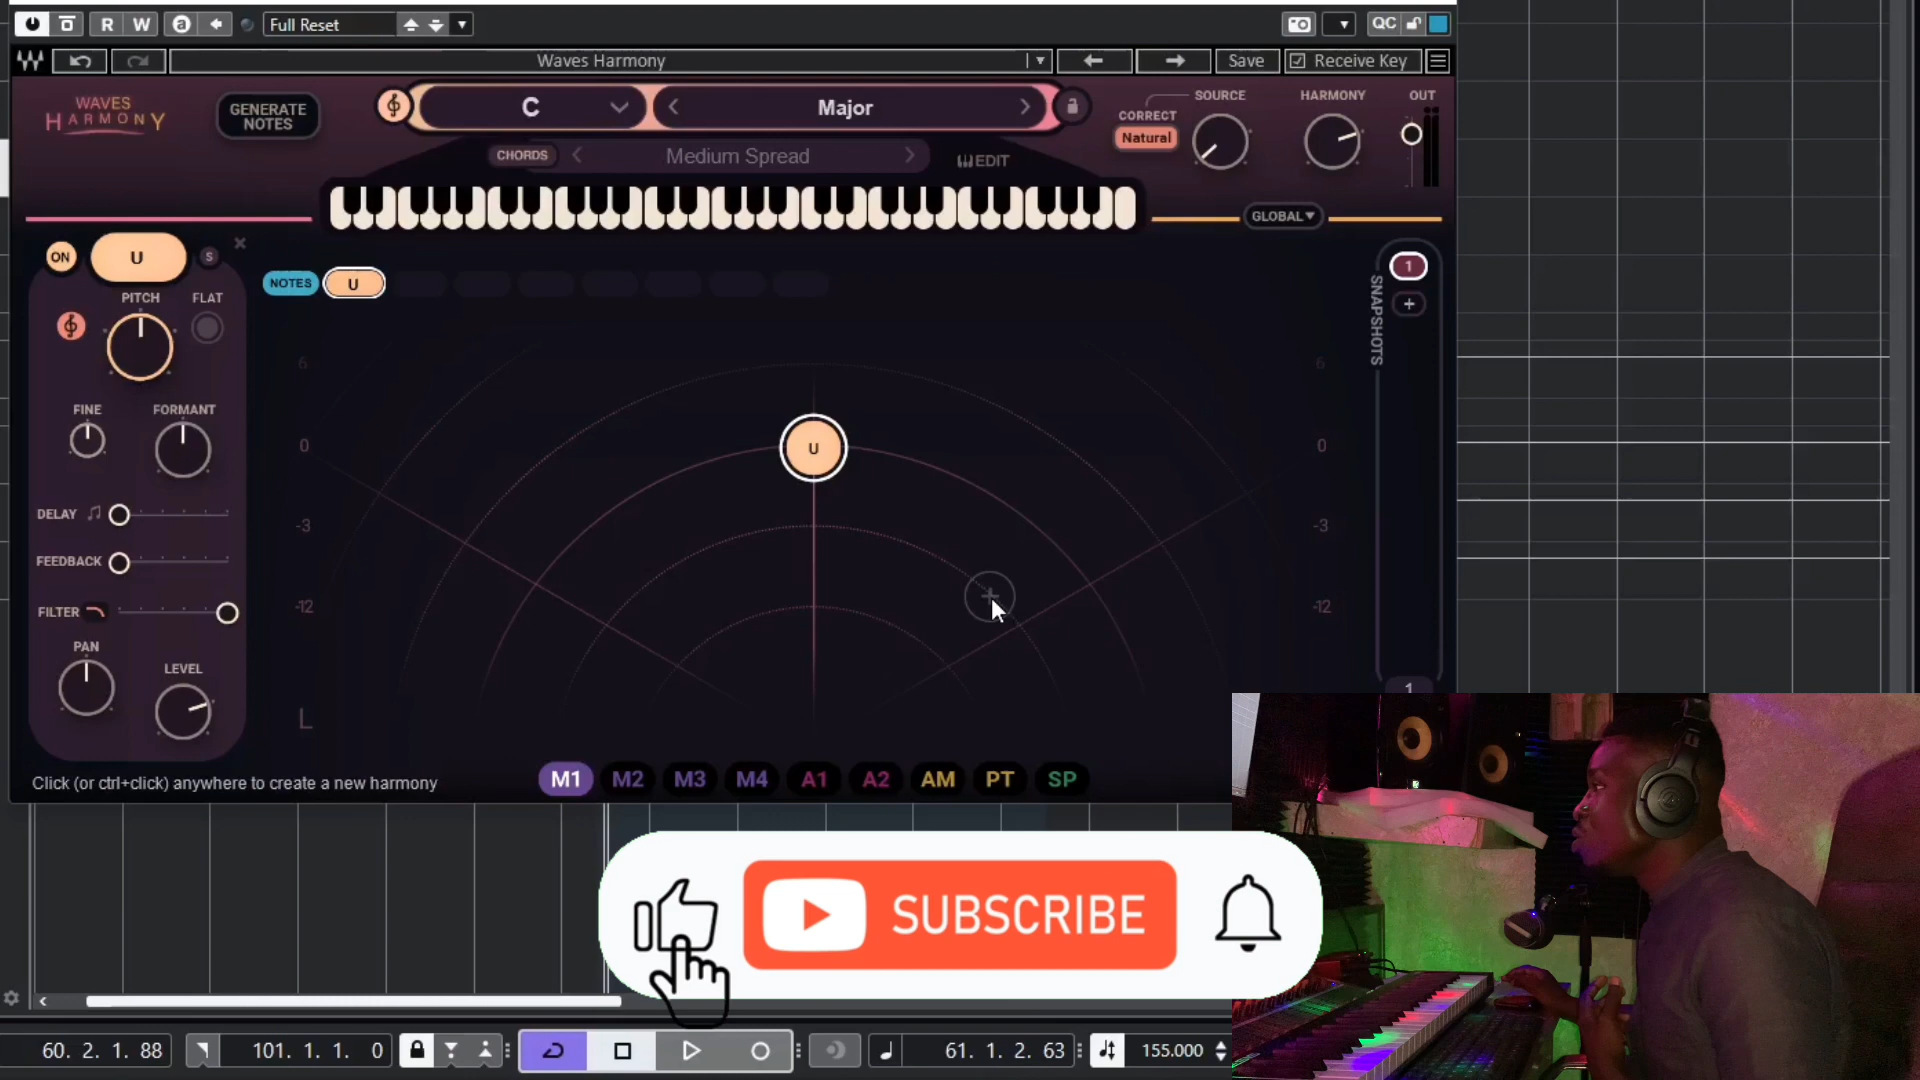 R W a Full Reset QC
Waves Harmony Save Receive Key
WAVES
HARMONY
GENERATE
NOTES
C Major
CORRECT
Natural
SOURCE HARMONY OUT
CHORDS Medium Spread EDIT
GLOBAL
ON U S
NOTES U
1
SNAPSHOTS
+
PITCH FLAT
6 6
FINE FORMANT
0 U 0
DELAY
-3 -3
FEEDBACK
FILTER
-12 -12
PAN
LEVEL
L
1
M1 M2 M3 M4 A1 A2 AM PT SP
Click (or ctrl+click) anywhere to create a new harmony
SUBSCRIBE
60. 2. 1. 88 101. 1. 1. 0 61. 1. 2. 63 155.000